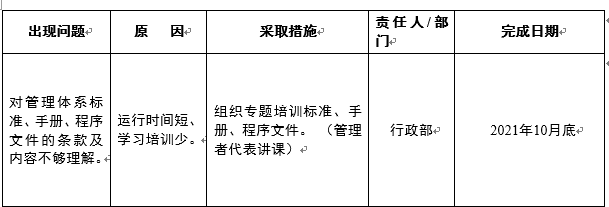 出现问题
原 因
采取措施
责任人/部
门
完成日期
对管理体系标
准、手册、程序
文件的条款及
内容不够理解。
运行时间短、
学习培训少。
组织专题培训标准、手
册、程序文件。（管理
者代表讲课）
行政部
2021年10月底